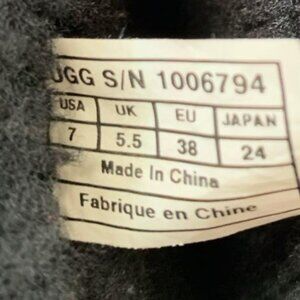 UGG S/N 1006794
USA UK EU JAPAN
7 5.5 38 24
Made In China
Fabrique en Chine